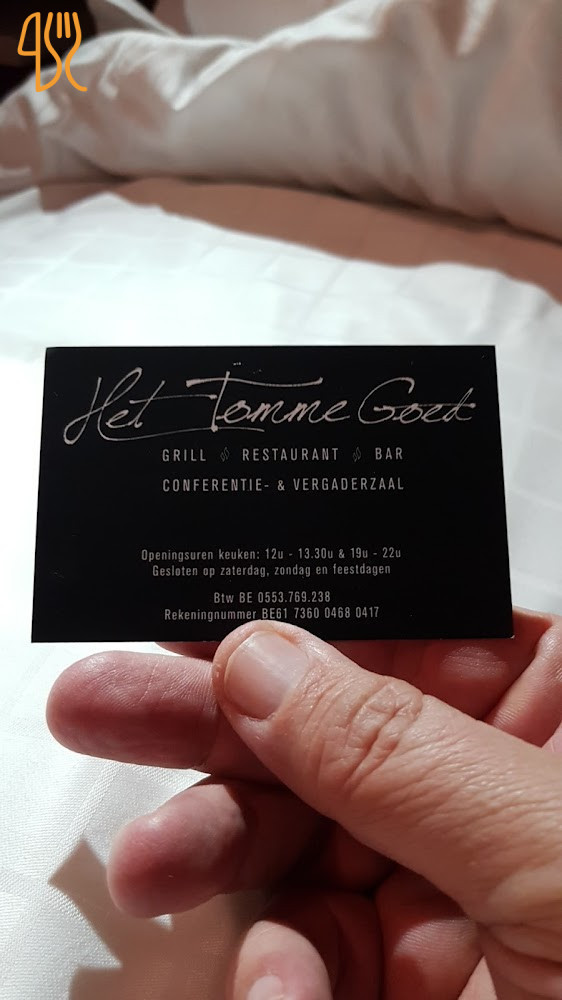 Het Tomme Goed
GRILL RESTAURANT BAR
CONFERENTIE- & VERGADERZAAL
Openingsuren keuken: 12u - 13.30u & 19u - 22u
Gesloten op zaterdag, zondag en feestdagen
Btw BE 0553.769.238
Rekeningnummer BE61 7360 0468 0417